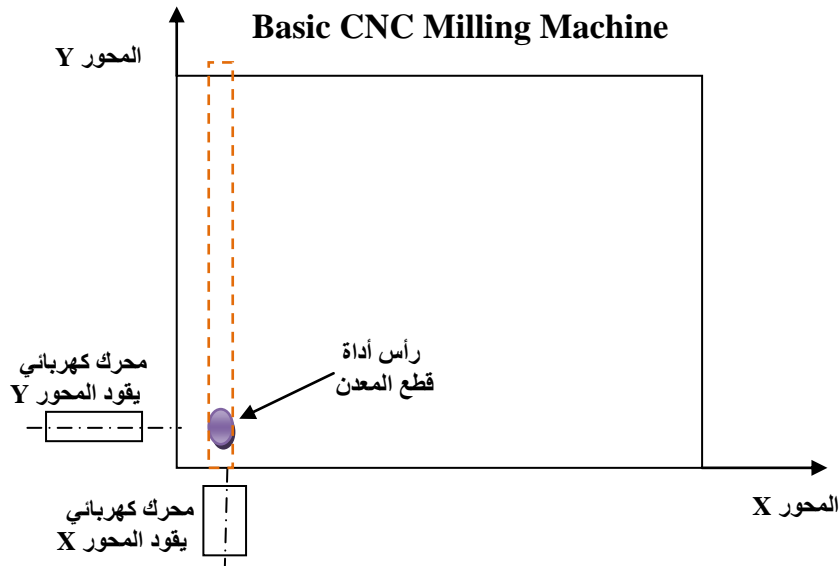 Basic CNC Milling Machine
المحور Y
رأس أداة
قطع المعدن
محرك كهربائي
يقود المحور Y
المحور X
محرك كهربائي
يقود المحور X